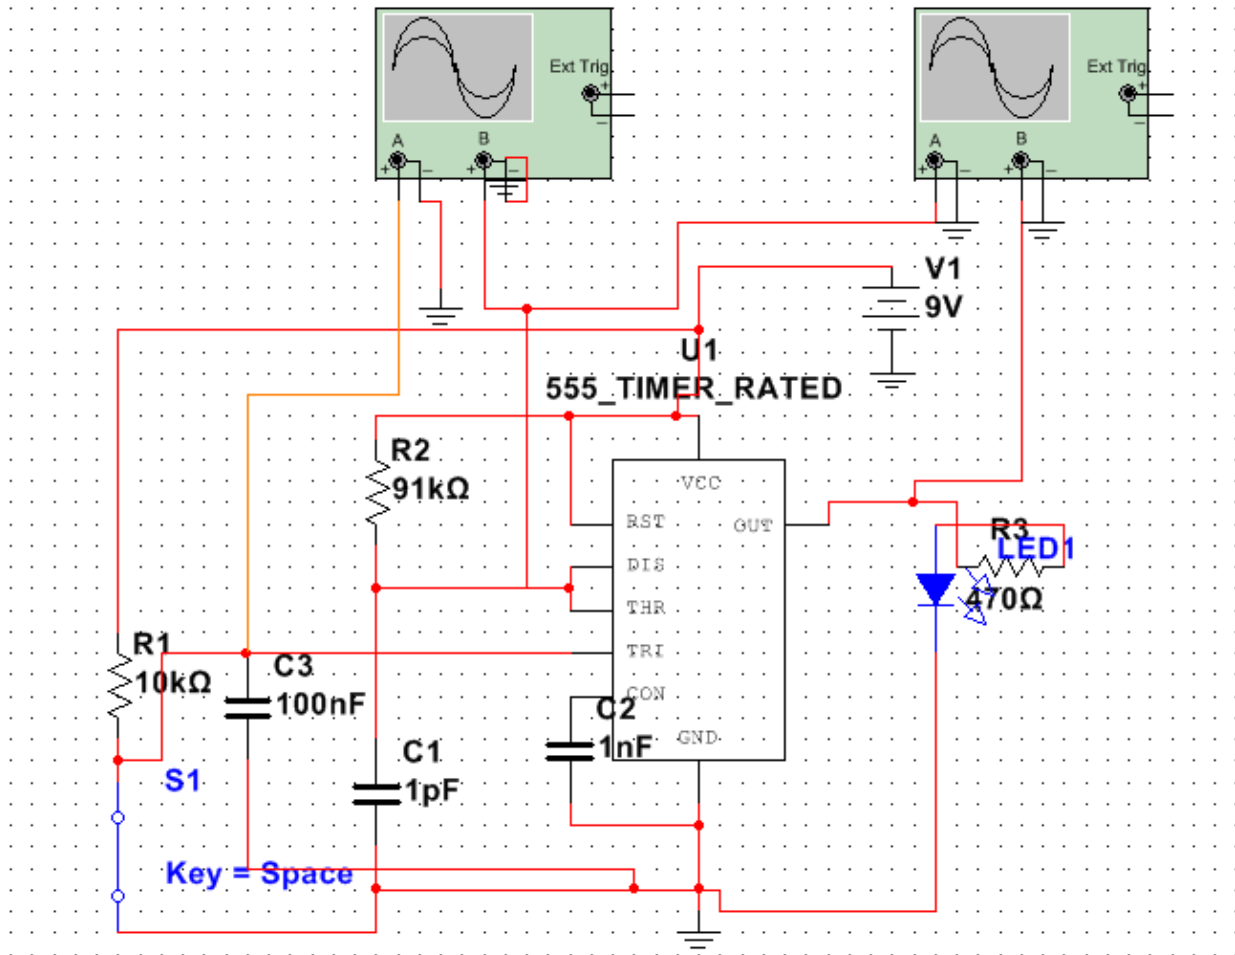 Ext Trig
+
−
A
B
+
−
+
−
Ext Trig
+
−
A
B
+
−
+
−
V1
9V
U1
555_TIMER_RATED
R2
91kΩ
VCC
RST
OUT
DIS
THR
TRI
CON
GND
R3
LED1
470Ω
R1
10kΩ
C3
100nF
C2
1nF
C1
1pF
S1
Key = Space